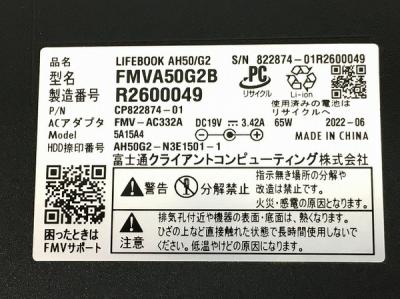 品名 LIFEBOOK AH50/G2 S/N 822874-01R2600049
型名 FMVA50G2B
製造番号 R2600049
P/N CP822874-01
ACアダプタ FMV-AC332A DC19V 3.42A 65W 2022-06
Model 5A15A4 MADE IN CHINA
HDD捺印番号 AH50G2-N3E1501-1
富士通クライアントコンピューティング株式会社
PC
リサイクル
Li-ion
使用済みの電池は
リサイクルへ
警告 分解禁止
指示無き場所の分解や
改造は禁止です。
火災・感電の原因となります。
注意
排気孔付近や機器の表面・底面は、熱くなります。
ひざの上など直接触れた状態で長時間使用しないで
ください。低温やけどの原因になります。
困ったときは
FMVサポート